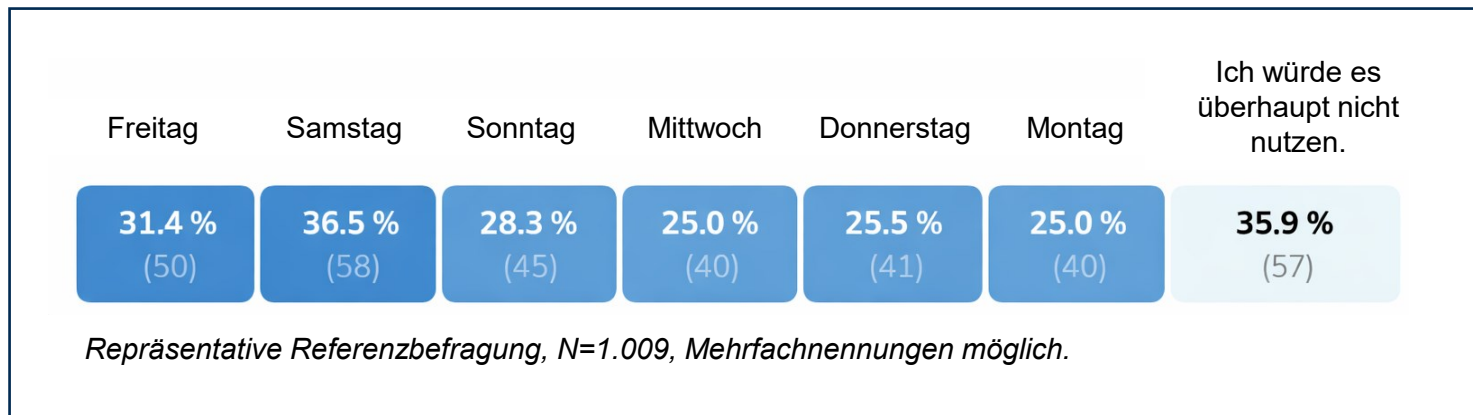 Freitag
Samstag
Sonntag
Mittwoch
Donnerstag
Montag
Ich würde es
überhaupt nicht
nutzen.
31.4 %
(50)
36.5 %
(58)
28.3 %
(45)
25.0 %
(40)
25.5 %
(41)
25.0 %
(40)
35.9 %
(57)
Repräsentative Referenzbefragung, N=1.009, Mehrfachnennungen möglich.